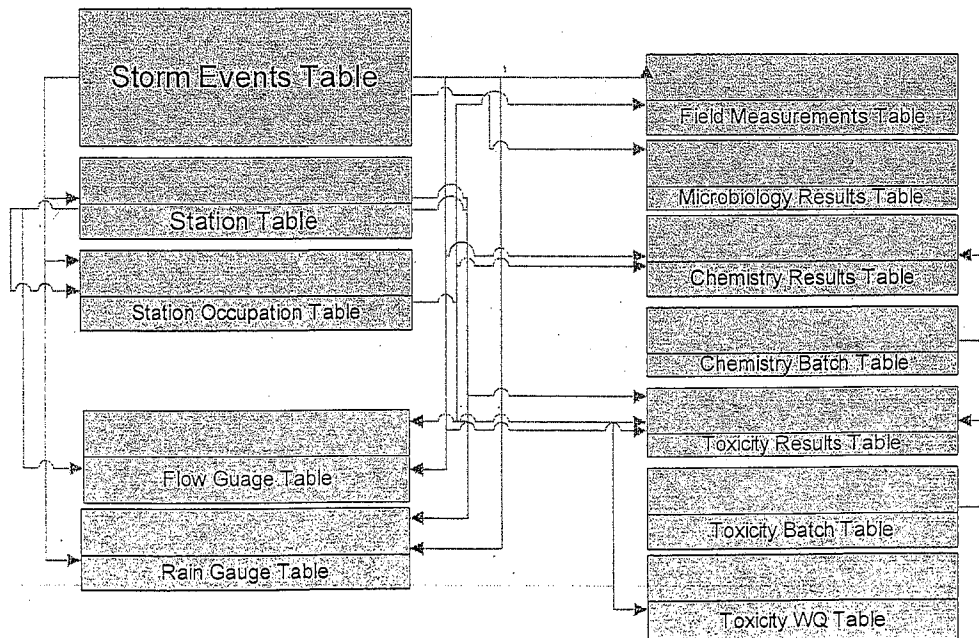 Storm Events Table
Station Table
Station Occupation Table
Flow Guage Table
Rain Gauge Table
Field Measurements Table
Microbiology Results Table
Chemistry Results Table
Chemistry Batch Table
Toxicity Results Table
Toxicity Batch Table
Toxicity WQ Table